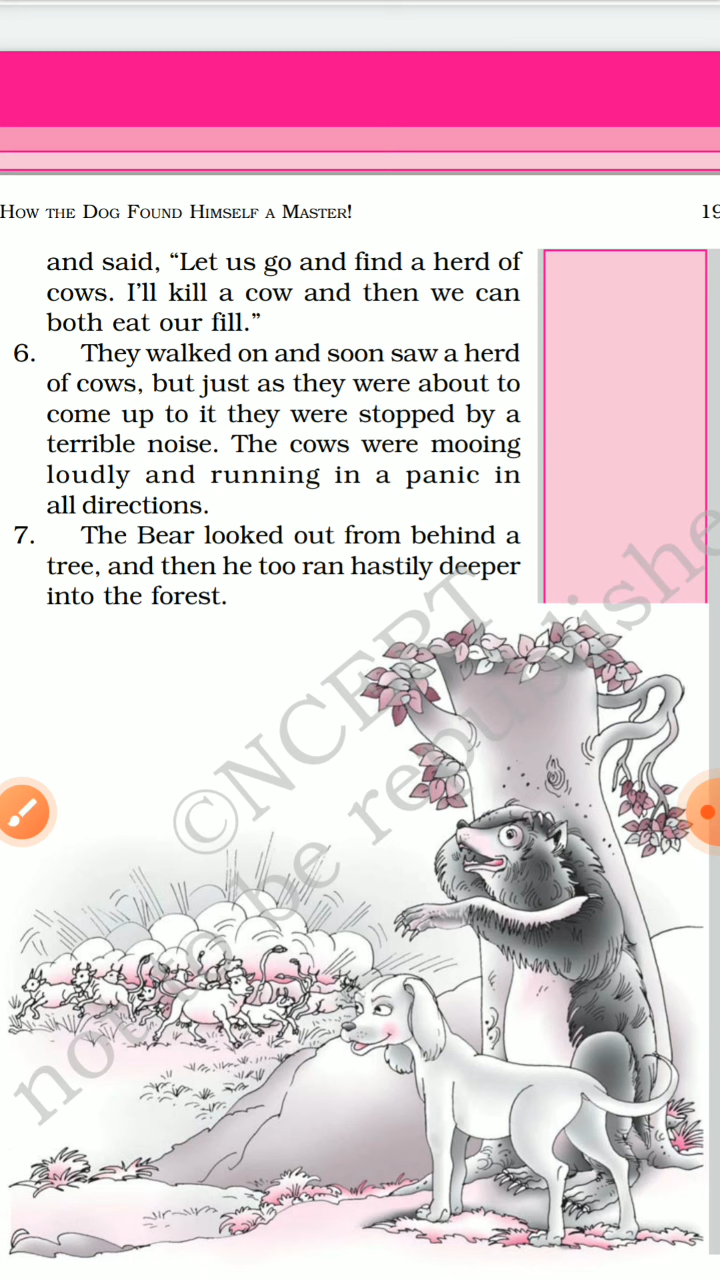 HOW THE DOG FOUND HIMSELF A MASTER!
and said, “Let us go and find a herd of
cows. I’ll kill a cow and then we can
both eat our fill.”
6. They walked on and soon saw a herd
of cows, but just as they were about to
come up to it they were stopped by a
terrible noise. The cows were mooing
loudly and running in a panic in
all directions.
7. The Bear looked out from behind a
tree, and then he too ran hastily deeper
into the forest.
©NCERT
not to be republishe